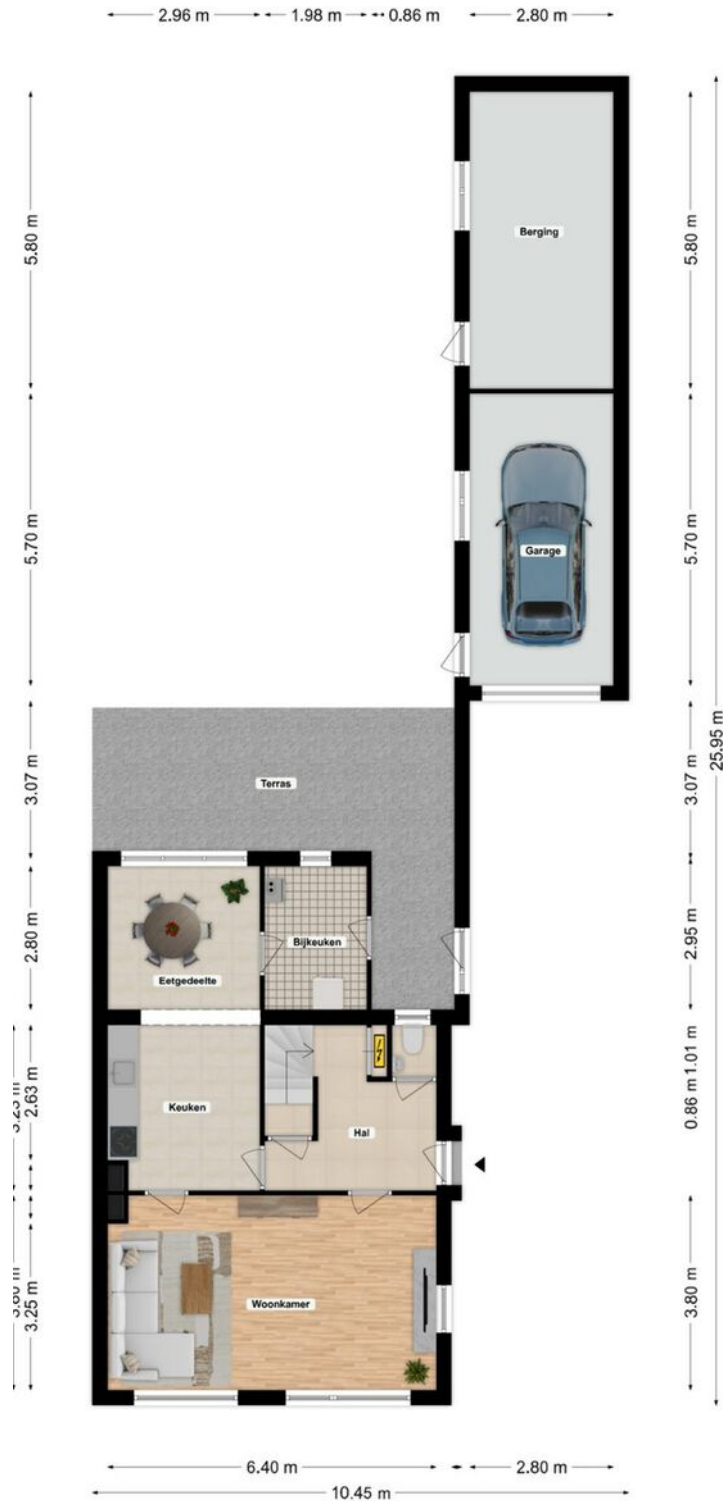 2.96 m 1.98 m 0.86 m 2.80 m
5.80 m
5.80 m
Berging
5.70 m
5.70 m
Garage
25.95 m
3.07 m
3.07 m
Terras
2.80 m
2.95 m
Bijkeuken
Eetgedeelte
2.63 m
0.86 m 1.01 m
Keuken
Hal
3.25 m
3.80 m
Woonkamer
6.40 m 2.80 m
10.45 m